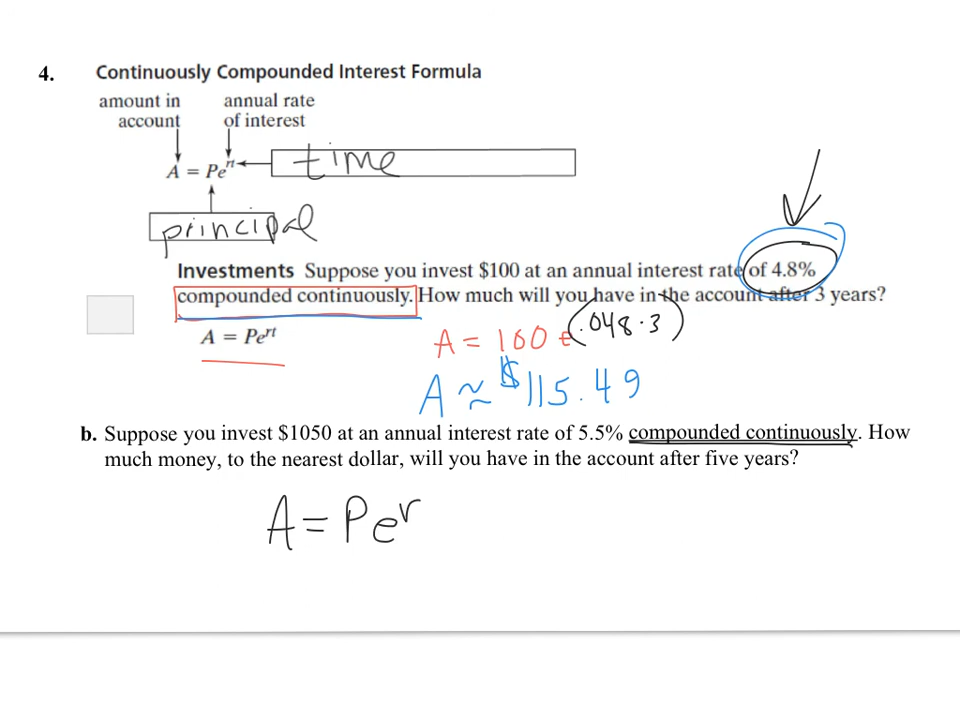 4. Continuously Compounded Interest Formula
amount in annual rate
account of interest
A = Pe^rt time
principal
Investments Suppose you invest $100 at an annual interest rate of 4.8%
compounded continuously. How much will you have in the account after 3 years?
A = Pe^rt A = 100 e^(.048·3)
A ≈ $115.49
b. Suppose you invest $1050 at an annual interest rate of 5.5% compounded continuously. How
much money, to the nearest dollar, will you have in the account after five years?
A = Pe^r